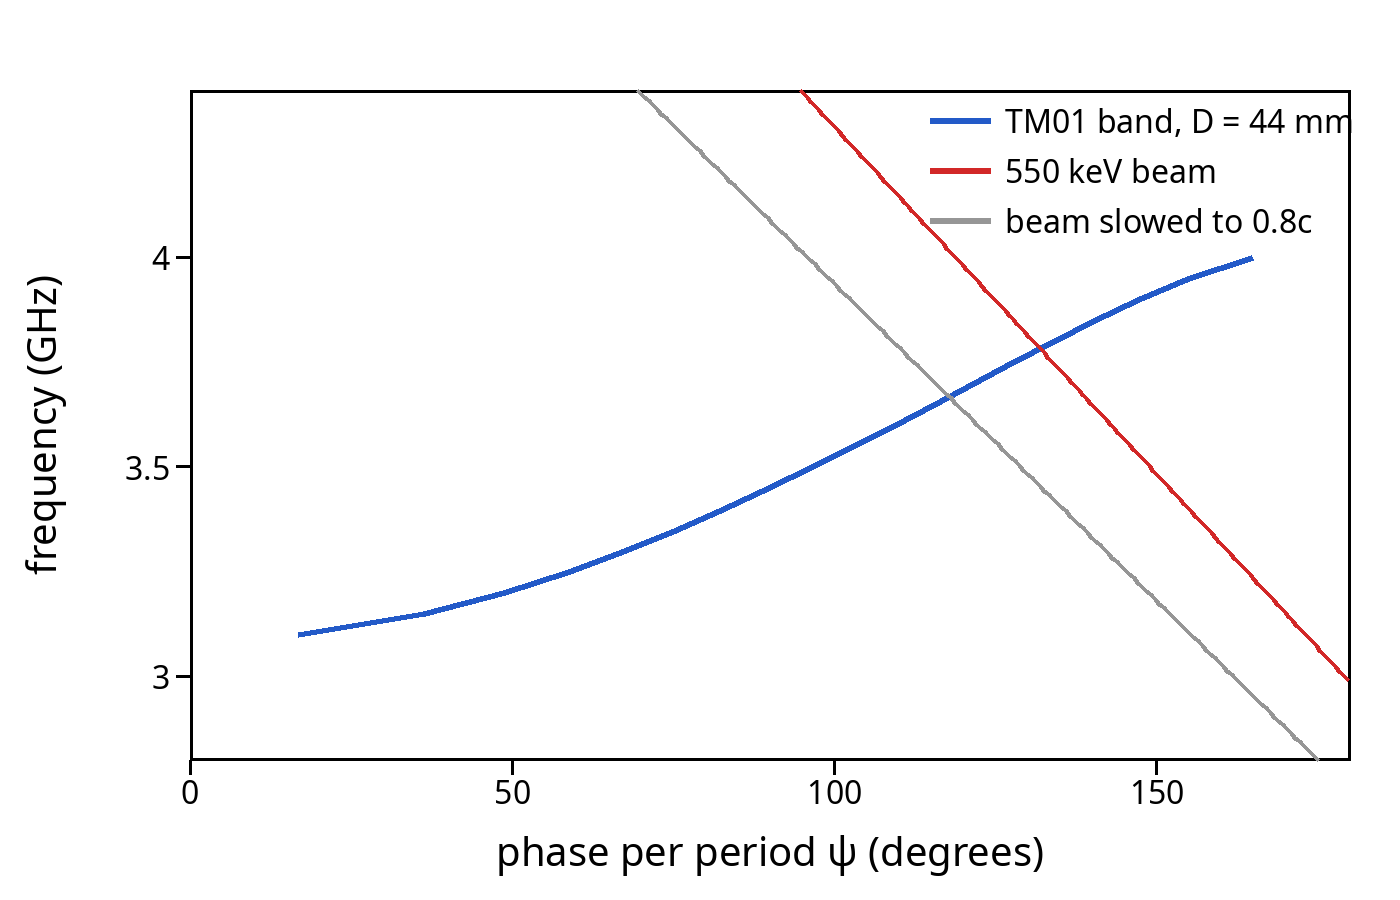 TM01 band, D = 44 mm
550 keV beam
beam slowed to 0.8c
4
3.5
3
frequency (GHz)
0 50 100 150
phase per period ψ (degrees)